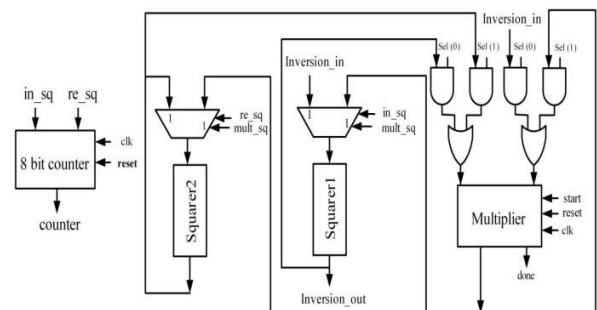 Inversion_in
Sel (0)
Sel (1)
Sel (0)
Sel (1)
Inversion_in
in_sq
re_sq
1
1
re_sq
mult_sq
1
1
in_sq
mult_sq
clk
reset
8 bit counter
counter
Squarer2
Squarer1
Multiplier
start
reset
clk
done
Inversion_out